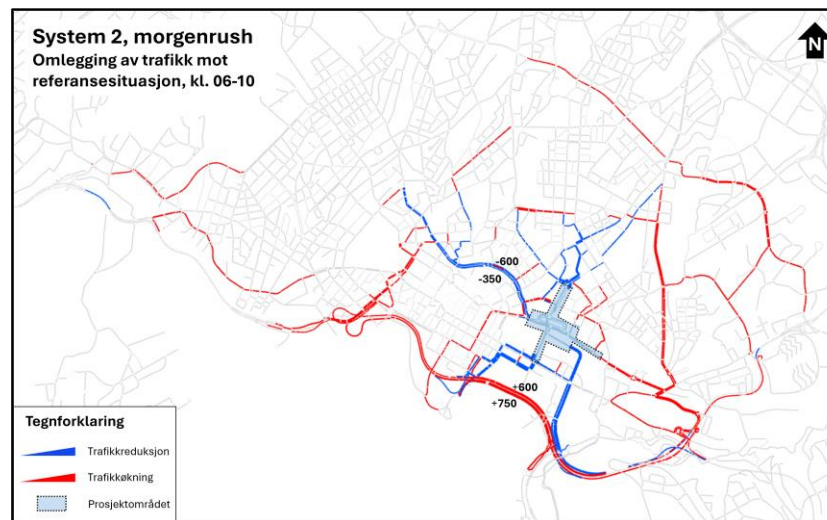 System 2, morgenrush
Omlegging av trafikk mot
referansesituasjon, kl. 06-10
N
-600
-350
+600
+750
Tegnforklaring
Trafikkreduksjon
Trafikkøkning
Prosjektområdet